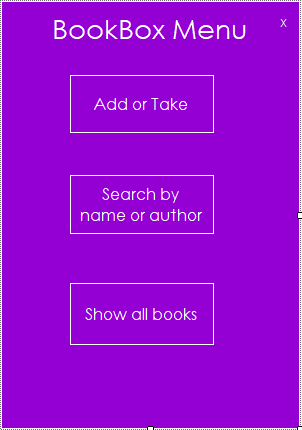 BookBox Menu
x
Add or Take
Search by
name or author
Show all books